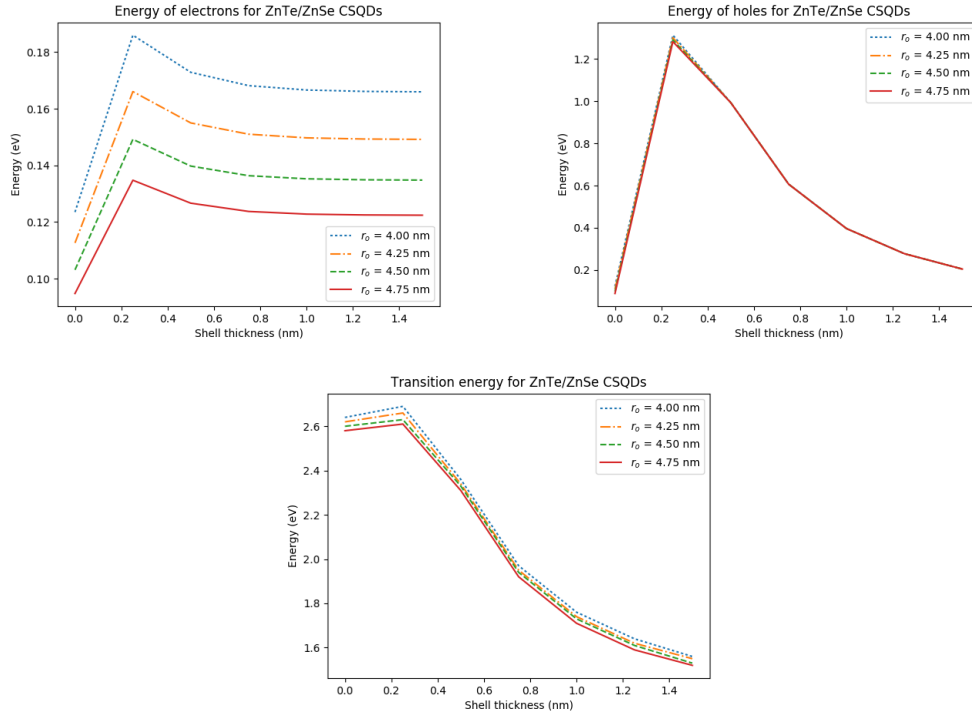 Energy of electrons for ZnTe/ZnSe CSQDs
Energy (eV)
0.18
0.16
0.14
0.12
0.10
r_o = 4.00 nm
r_o = 4.25 nm
r_o = 4.50 nm
r_o = 4.75 nm
0.0 0.2 0.4 0.6 0.8 1.0 1.2 1.4
Shell thickness (nm)
Energy of holes for ZnTe/ZnSe CSQDs
Energy (eV)
1.2
1.0
0.8
0.6
0.4
0.2
r_o = 4.00 nm
r_o = 4.25 nm
r_o = 4.50 nm
r_o = 4.75 nm
0.0 0.2 0.4 0.6 0.8 1.0 1.2 1.4
Shell thickness (nm)
Transition energy for ZnTe/ZnSe CSQDs
Energy (eV)
2.6
2.4
2.2
2.0
1.8
1.6
r_o = 4.00 nm
r_o = 4.25 nm
r_o = 4.50 nm
r_o = 4.75 nm
0.0 0.2 0.4 0.6 0.8 1.0 1.2 1.4
Shell thickness (nm)